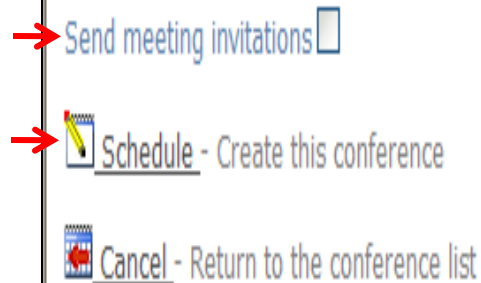 Send meeting invitations
Schedule - Create this conference
Cancel - Return to the conference list